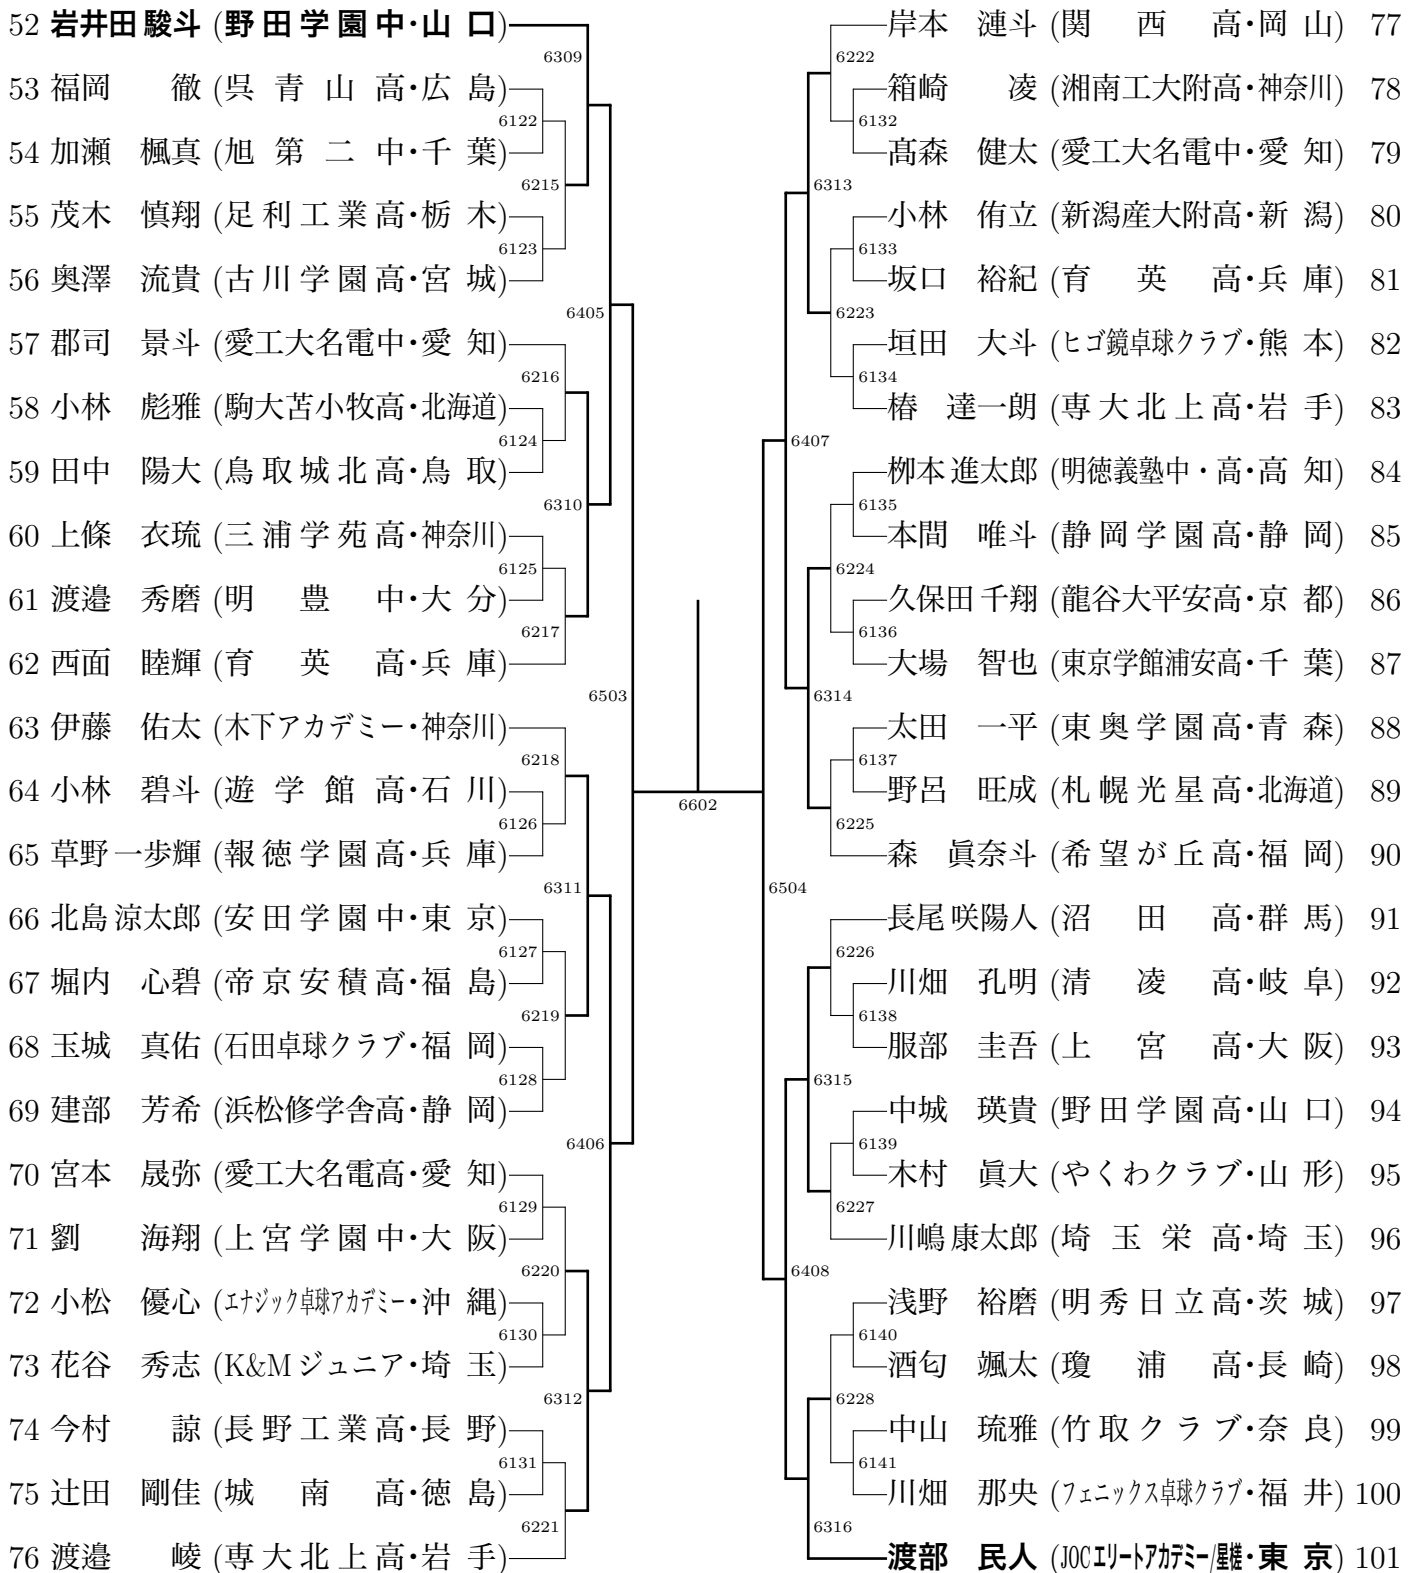 52 岩井田 駿斗 (野田学園中・山口)
6309
53 福岡 徹 (呉青山高・広島)
6122
54 加瀬 楓真 (旭第二中・千葉)
6215
55 茂木 慎翔 (足利工業高・栃木)
6123
56 奥澤 流貴 (古川学園高・宮城)
6405
57 郡司 景斗 (愛工大名電中・愛知)
6216
58 小林 彪雅 (駒大苫小牧高・北海道)
6124
59 田中 陽大 (鳥取城北高・鳥取)
6310
60 上條 衣琉 (三浦学苑高・神奈川)
6125
61 渡邉 秀磨 (明豊中・大分)
6217
62 西面 睦輝 (育英高・兵庫)
6503
63 伊藤 佑太 (木下アカデミー・神奈川)
6218
64 小林 碧斗 (遊学館高・石川)
6126
65 草野 一歩輝 (報徳学園高・兵庫)
6311
66 北島 涼太郎 (安田学園中・東京)
6127
67 堀内 心碧 (帝京安積高・福島)
6219
68 玉城 真佑 (石田卓球クラブ・福岡)
6128
69 建部 芳希 (浜松修学舎高・静岡)
6406
70 宮本 晟弥 (愛工大名電高・愛知)
6129
71 劉 海翔 (上宮学園中・大阪)
6220
72 小松 優心 (エナジック卓球アカデミー・沖縄)
6130
73 花谷 秀志 (K&Mジュニア・埼玉)
6312
74 今村 諒 (長野工業高・長野)
6131
75 辻田 剛佳 (城南高・徳島)
6221
76 渡邉 崚 (専大北上高・岩手)
6602
岸本 漣斗 (関西高・岡山) 77
6222
箱崎 凌 (湘南工大附高・神奈川) 78
6132
髙森 健太 (愛工大名電中・愛知) 79
6313
小林 侑立 (新潟産大附高・新潟) 80
6133
坂口 裕紀 (育英高・兵庫) 81
6223
垣田 大斗 (ヒゴ鏡卓球クラブ・熊本) 82
6134
椿 達一朗 (専大北上高・岩手) 83
6407
栁本 進太郎 (明徳義塾中・高・高知) 84
6135
本間 唯斗 (静岡学園高・静岡) 85
6224
久保田 千翔 (龍谷大平安高・京都) 86
6136
大場 智也 (東京学館浦安高・千葉) 87
6314
太田 一平 (東奥学園高・青森) 88
6137
野呂 旺成 (札幌光星高・北海道) 89
6225
森 眞奈斗 (希望が丘高・福岡) 90
6504
長尾 咲陽人 (沼田高・群馬) 91
6226
川畑 孔明 (清凌高・岐阜) 92
6138
服部 圭吾 (上宮高・大阪) 93
6315
中城 瑛貴 (野田学園高・山口) 94
6139
木村 眞大 (やくわクラブ・山形) 95
6227
川嶋 康太郎 (埼玉栄高・埼玉) 96
6408
浅野 裕磨 (明秀日立高・茨城) 97
6140
酒匂 颯太 (瓊浦高・長崎) 98
6228
中山 琉雅 (竹取クラブ・奈良) 99
6141
川畑 那央 (フェニックス卓球クラブ・福井) 100
6316
渡部 民人 (JOCエリートアカデミー/星槎・東京) 101